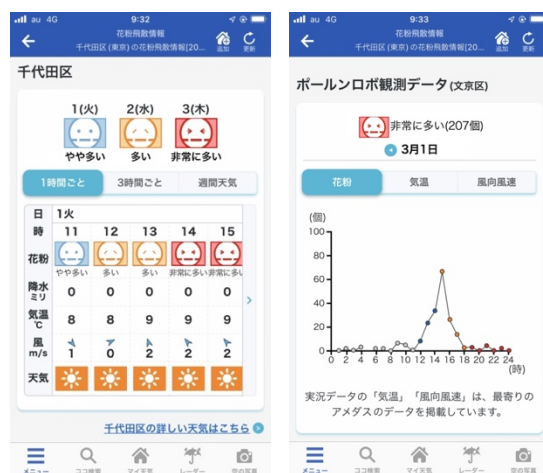 au 4G 9:32
花粉飛散情報
千代田区(東京)の花粉飛散情報[20...
追加 更新
千代田区
1(火) 2(水) 3(木)
やや多い 多い 非常に多い
1時間ごと 3時間ごと 週間天気
日 1火
時 11 12 13 14 15
花粉 やや多い 多い 多い 非常に多い 非常に多い
降水ミリ 0 0 0 0 0
気温℃ 8 8 9 9 9
風m/s 1 0 2 2 2
天気
千代田区の詳しい天気はこちら
メニュー ココ検索 マイ天気 レーダー 空の写真
au 4G 9:33
花粉飛散情報
千代田区(東京)の花粉飛散情報[20...
追加 更新
ポールンロボ観測データ(文京区)
非常に多い(207個)
3月1日
花粉 気温 風向風速
(個)
100
80
60
40
20
0
0 2 4 6 8 10 12 14 16 18 20 22 24
(時)
実況データの「気温」「風向風速」は、最寄りの
アメダスのデータを掲載しています。
メニュー ココ検索 マイ天気 レーダー 空の写真